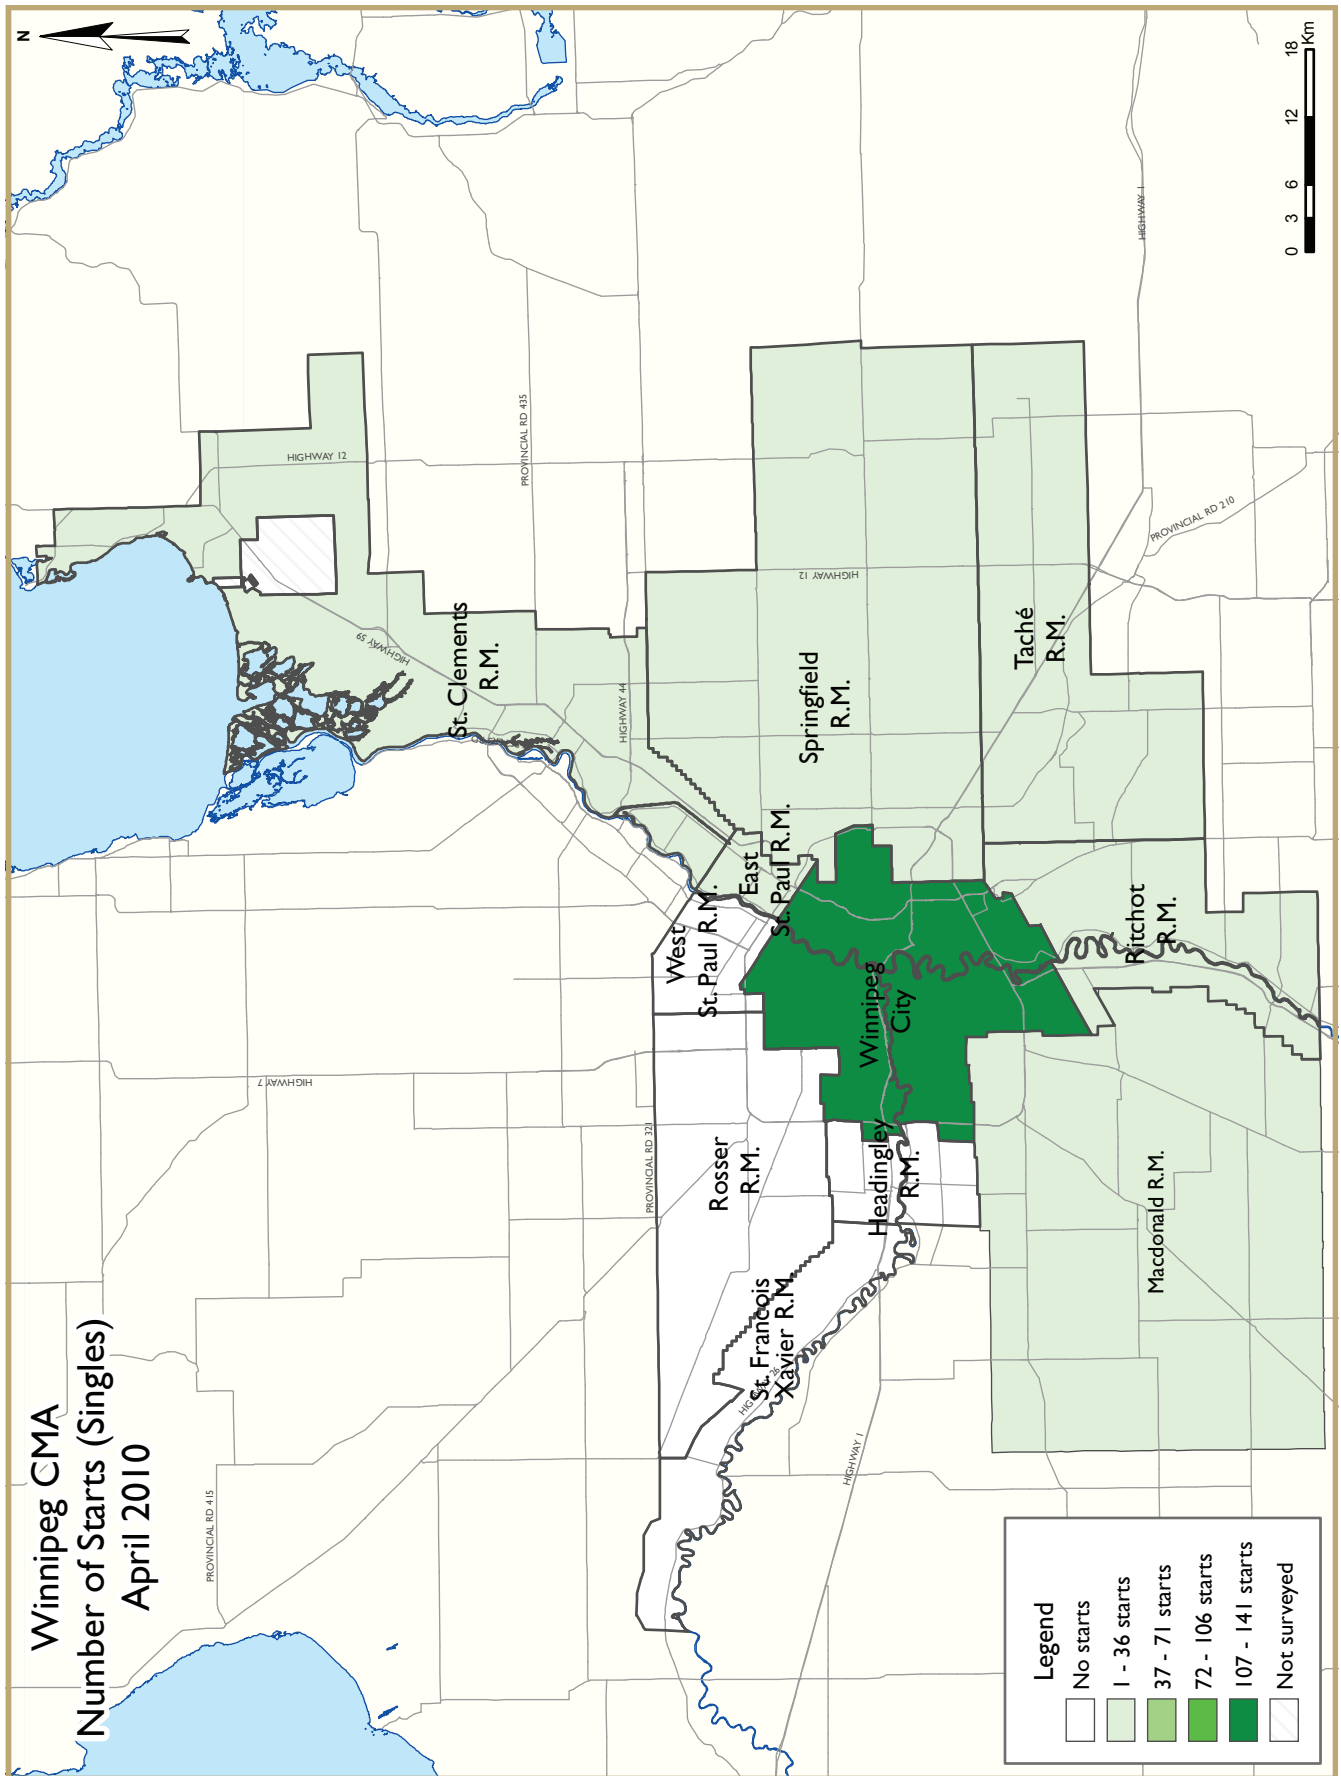 Winnipeg CMA
Number of Starts (Singles)
April 2010
N
PROVINCIAL RD 415
HIGHWAY 7
HIGHWAY 12
HIGHWAY 59
St. Clements
R.M.
PROVINCIAL RD 435
HIGHWAY 44
PROVINCIAL RD 321
West
St. Paul R.M.
East
St. Paul R.M.
Rosser
R.M.
St. Francois
Xavier R.M.
Springfield
R.M.
HIGHWAY 12
Winnipeg
City
Headingley
R.M.
HIGHWAY 1
Taché
R.M.
Ritchot
R.M.
Macdonald R.M.
HIGHWAY 1
PROVINCIAL RD 210
Legend
No starts
1 - 36 starts
37 - 71 starts
72 - 106 starts
107 - 141 starts
Not surveyed
0 3 6 12 18
Km